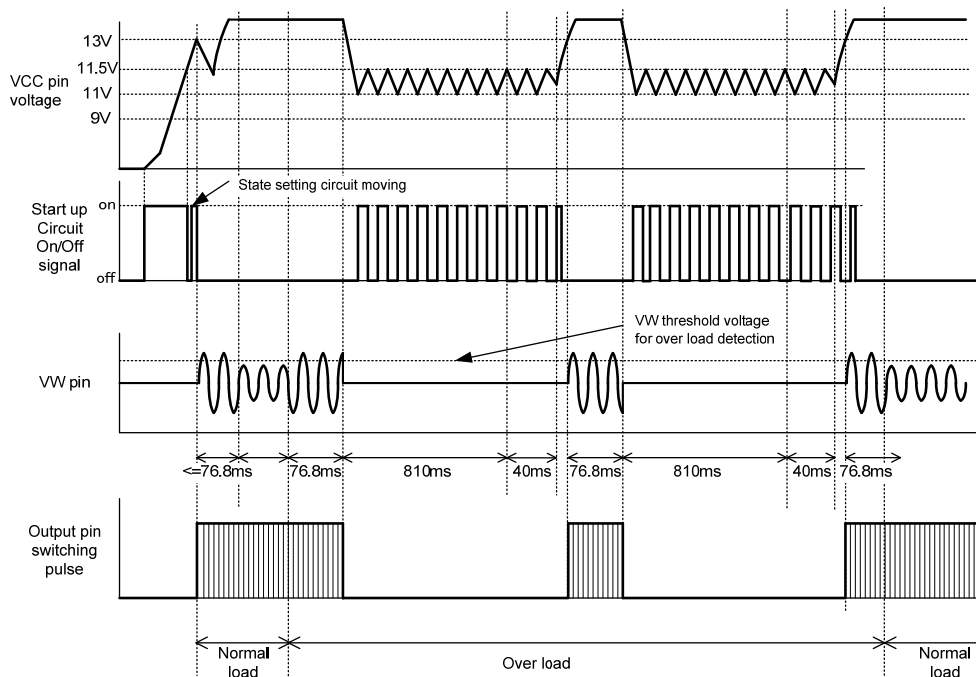 13V
11.5V
VCC pin
voltage
11V
9V
State setting circuit moving
on
Start up
Circuit
On/Off
signal
off
VW threshold voltage
for over load detection
VW pin
<=76.8ms
76.8ms
810ms
40ms
76.8ms
810ms
40ms
76.8ms
Output pin
switching
pulse
Normal
load
Over load
Normal
load